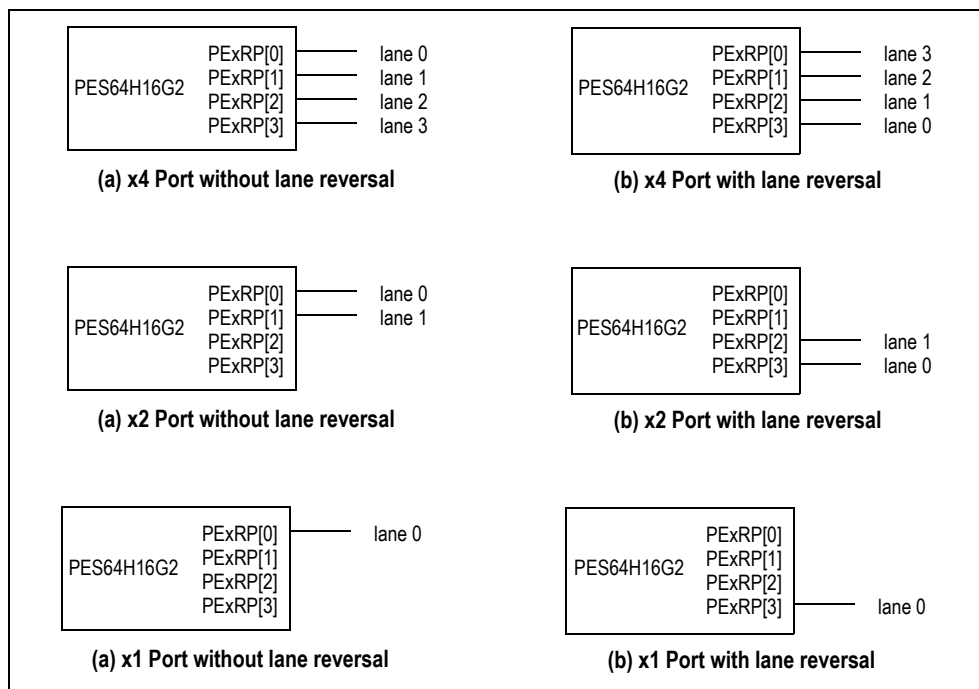 PES64H16G2
PExRP[0] lane 0
PExRP[1] lane 1
PExRP[2] lane 2
PExRP[3] lane 3
(a) x4 Port without lane reversal
PES64H16G2
PExRP[0] lane 3
PExRP[1] lane 2
PExRP[2] lane 1
PExRP[3] lane 0
(b) x4 Port with lane reversal
PES64H16G2
PExRP[0] lane 0
PExRP[1] lane 1
PExRP[2]
PExRP[3]
(a) x2 Port without lane reversal
PES64H16G2
PExRP[0]
PExRP[1]
PExRP[2] lane 1
PExRP[3] lane 0
(b) x2 Port with lane reversal
PES64H16G2
PExRP[0] lane 0
PExRP[1]
PExRP[2]
PExRP[3]
(a) x1 Port without lane reversal
PES64H16G2
PExRP[0]
PExRP[1]
PExRP[2]
PExRP[3] lane 0
(b) x1 Port with lane reversal